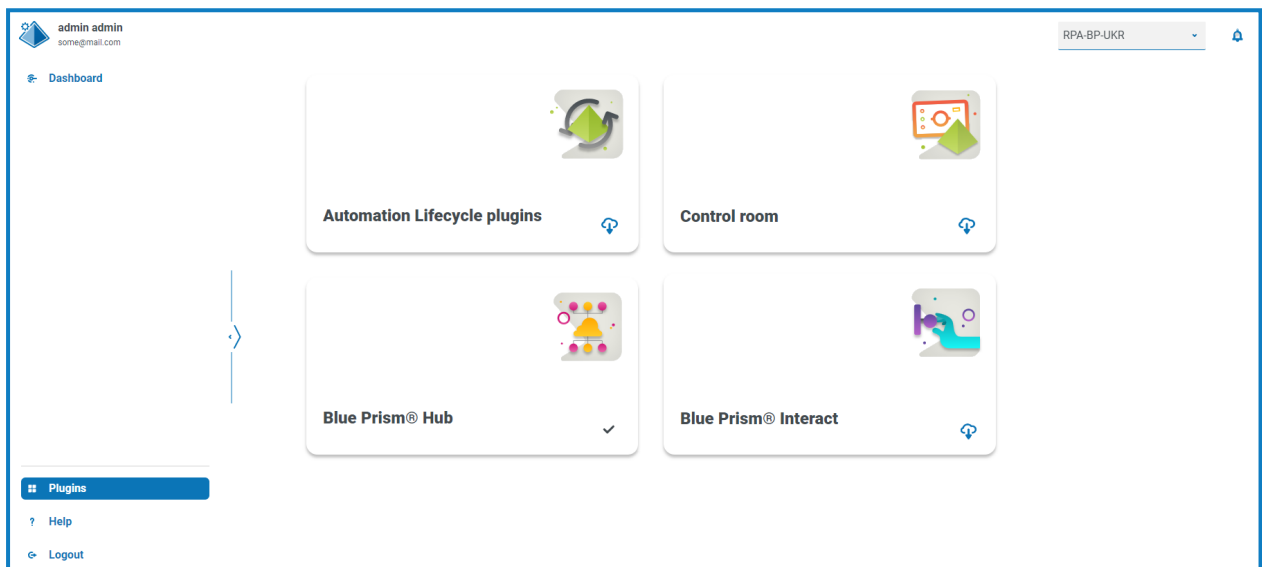 admin admin
some@mail.com
RPA-BP-UKR
Dashboard
Automation Lifecycle plugins
Control room
Blue Prism® Hub
Blue Prism® Interact
Plugins
? Help
Logout